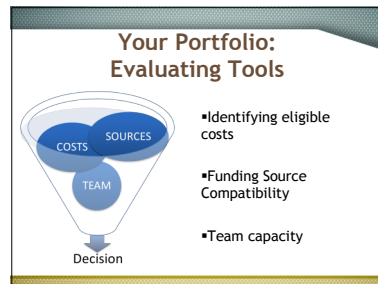 Your Portfolio:
Evaluating Tools
COSTS
SOURCES
TEAM
Decision
▪Identifying eligible
costs
▪Funding Source
Compatibility
▪Team capacity